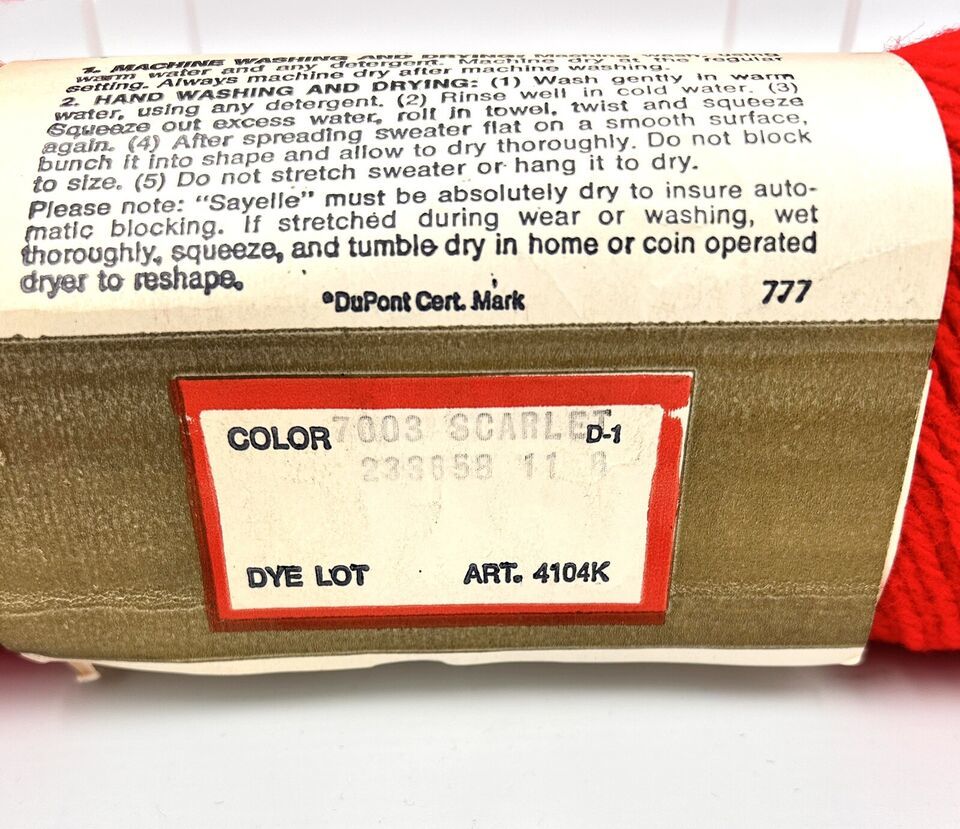 1. MACHINE WASHING AND DRYING: Machine wash, using
warm water and any detergent. Machine dry at the regular
setting. Always machine dry after machine washing.
2. HAND WASHING AND DRYING: (1) Wash gently in warm
water, using any detergent. (2) Rinse well in cold water. (3)
Squeeze out excess water, roll in towel, twist and squeeze
again. (4) After spreading sweater flat on a smooth surface,
bunch it into shape and allow to dry thoroughly. Do not block
to size. (5) Do not stretch sweater or hang it to dry.
Please note: "Sayelle" must be absolutely dry to insure auto-
matic blocking. If stretched during wear or washing, wet
thoroughly, squeeze, and tumble dry in home or coin operated
dryer to reshape.
®DuPont Cert. Mark 777
COLOR 7003 SCARLET D-1
11
DYE LOT ART. 4104K